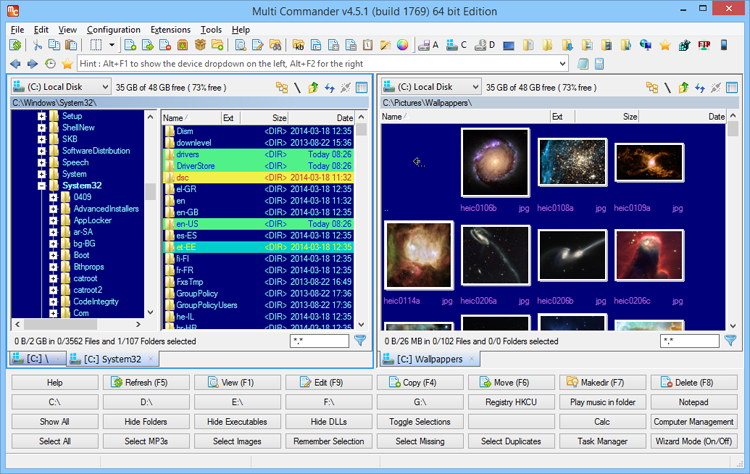 Multi Commander v4.5.1 (build 1769) 64 bit Edition
File Edit View Configuration Extensions Tools Help
Hint : Alt+F1 to show the device dropdown on the left, Alt+F2 for the right
(C:) Local Disk 35 GB of 48 GB free ( 73% free )
C:\Windows\System32\
Setup
ShellNew
SKB
SoftwareDistribution
Speech
System
System32
0409
AdvancedInstallers
AppLocker
ar-SA
bg-BG
Boot
Bthprops
catroot
catroot2
CodeIntegrity
Com
Name Ext Size Date
Dism <DIR> 2014-03-18 12:35
downlevel <DIR> 2013-08-22 15:36
drivers <DIR> Today 08:26
DriverStore <DIR> Today 08:26
dsc <DIR> 2014-03-18 11:32
el-GR <DIR> 2014-03-18 12:35
en <DIR> 2014-03-18 12:35
en-GB <DIR> 2014-03-18 12:35
en-US <DIR> Today 08:26
es-ES <DIR> 2014-03-18 12:35
et-EE <DIR> 2014-03-18 12:35
fi-FI <DIR> 2014-03-18 12:35
fr-FR <DIR> 2014-03-18 12:35
FxsTmp <DIR> 2013-08-22 16:49
GroupPolicy <DIR> 2013-08-22 17:36
GroupPolicyUsers <DIR> 2013-08-22 17:36
he-IL <DIR> 2014-03-18 12:35
hr-HR <DIR> 2014-03-18 12:35
0 B/2 GB in 0/3562 Files and 1/107 Folders selected *.*
[C:] \ [C:] System32
(C:) Local Disk 35 GB of 48 GB free ( 73% free )
C:\Pictures\Wallpappers\
Name Ext Size Date
..
heic0106b jpg heic0108a jpg heic0109a jpg
heic0114a jpg heic0206a jpg heic0206b jpg heic0206c jpg
0 B/26 MB in 0/102 Files and 0/0 Folders selected *.*
[C:] Wallpappers
Help Refresh (F5) View (F1) Edit (F9) Copy (F4) Move (F6) Makedir (F7) Delete (F8)
C:\ D:\ E:\ F:\ G:\ Registry HKCU Play music in folder Notepad
Show All Hide Folders Hide Executables Hide DLLs Toggle Selections Calc Computer Management
Select All Select MP3s Select Images Remember Selection Select Missing Select Duplicates Task Manager Wizard Mode (On/Off)